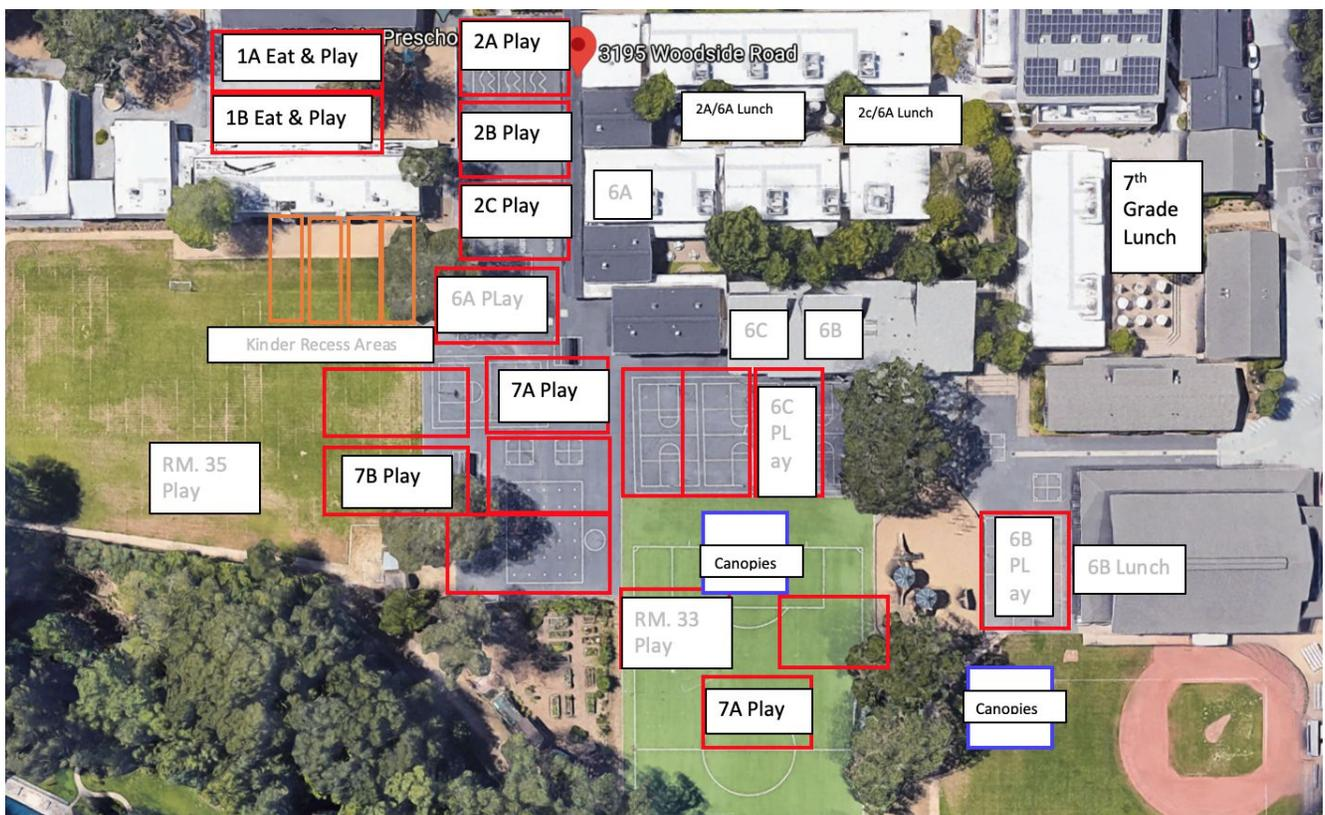 Prescho
3195 Woodside Road
1A Eat & Play
1B Eat & Play
2A Play
2B Play
2C Play
2A/6A Lunch
2c/6A Lunch
6A
7th
Grade
Lunch
6A PLay
Kinder Recess Areas
6C
6B
7A Play
6C
PL
ay
RM. 35
Play
7B Play
Canopies
6B
PL
ay
6B Lunch
RM. 33
Play
7A Play
Canopies